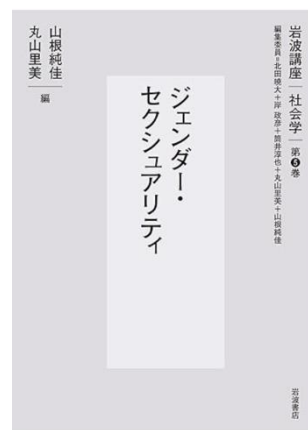 岩波講座 社会学 第5巻
編集委員=北田暁大+岸 政彦+筒井淳也+丸山里美+山根純佳
ジェンダー・
セクシュアリティ
山根純佳
丸山里美
編
岩波書店